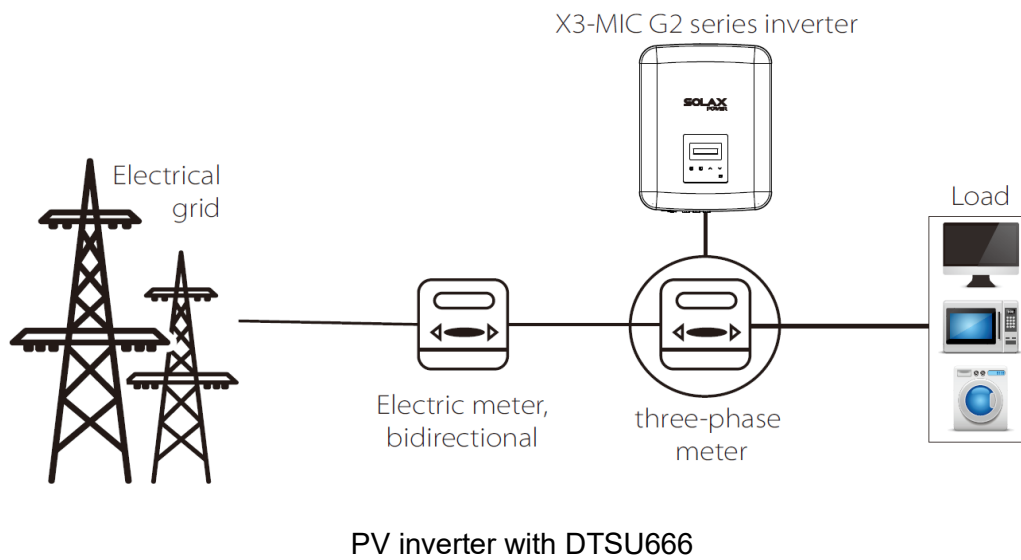 X3-MIC G2 series inverter
SOLAX
POWER
Electrical
grid
Load
Electric meter,
bidirectional
three-phase
meter
PV inverter with DTSU666